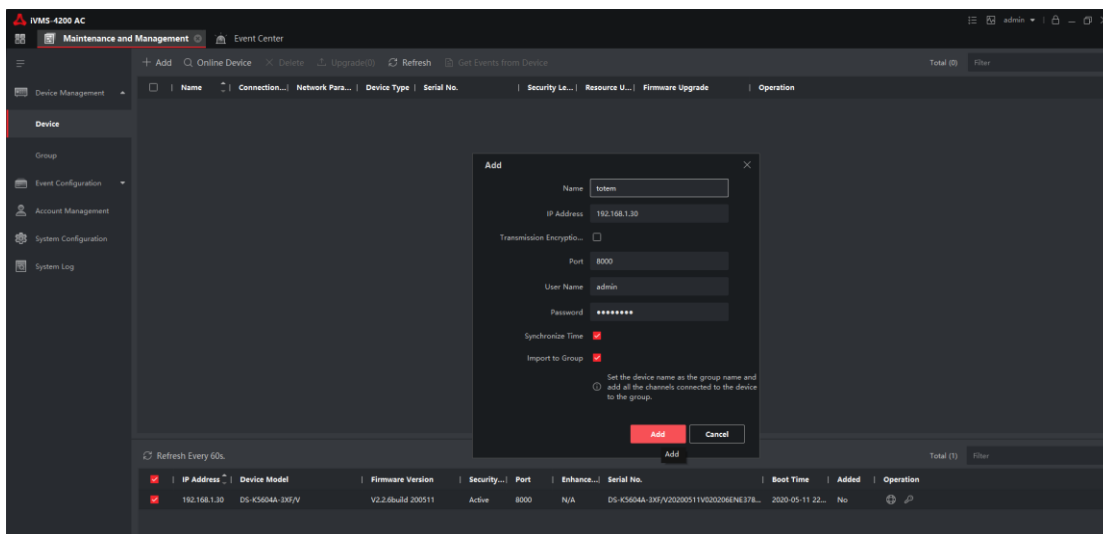 iVMS-4200 AC
admin
Maintenance and Management
Event Center
+ Add Online Device Delete Upgrade(0) Refresh Get Events from Device Total (0) Filter
Name Connection... Network Para... Device Type Serial No. Security Le... Resource U... Firmware Upgrade Operation
Device Management
Device
Group
Event Configuration
Account Management
System Configuration
System Log
Add
Name totem
IP Address 192.168.1.30
Transmission Encryptio...
Port 8000
User Name admin
Password ••••••••
Synchronize Time
Import to Group
Set the device name as the group name and
add all the channels connected to the device
to the group.
Add Cancel
Add
Refresh Every 60s. Total (1) Filter
IP Address Device Model Firmware Version Security... Port Enhance... Serial No. Boot Time Added Operation
192.168.1.30 DS-K5604A-3XF/V V2.2.6build 200511 Active 8000 N/A DS-K5604A-3XF/V20200511V020206ENE378... 2020-05-11 22... No